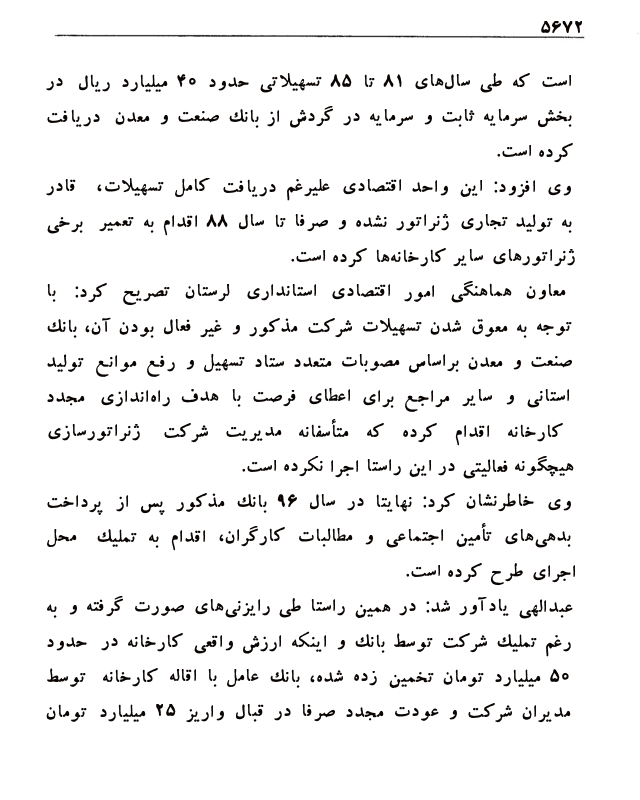 ۵۶۷۲
است که طی سال‌های ۸۱ تا ۸۵ تسهیلاتی حدود ۴۰ میلیارد ریال در
بخش سرمایه ثابت و سرمایه در گردش از بانك صنعت و معدن دریافت
کرده است.
وی افزود: این واحد اقتصادی علیرغم دریافت کامل تسهیلات، قادر
به تولید تجاری ژنراتور نشده و صرفا تا سال ۸۸ اقدام به تعمیر برخی
ژنراتورهای سایر کارخانه‌ها کرده است.
معاون هماهنگی امور اقتصادی استانداری لرستان تصریح کرد: با
توجه به معوق شدن تسهیلات شرکت مذکور و غیر فعال بودن آن، بانك
صنعت و معدن براساس مصوبات متعدد ستاد تسهیل و رفع موانع تولید
استانی و سایر مراجع برای اعطای فرصت با هدف راه‌اندازی مجدد
کارخانه اقدام کرده که متأسفانه مدیریت شرکت ژنراتورسازی
هیچگونه فعالیتی در این راستا اجرا نکرده است.
وی خاطرنشان کرد: نهایتا در سال ۹۶ بانك مذکور پس از پرداخت
بدهی‌های تأمین اجتماعی و مطالبات کارگران، اقدام به تملیك محل
اجرای طرح کرده است.
عبدالهی یادآور شد: در همین راستا طی رایزنی‌های صورت گرفته و به
رغم تملیك شرکت توسط بانك و اینکه ارزش واقعی کارخانه در حدود
۵۰ میلیارد تومان تخمین زده شده، بانك عامل با اقاله کارخانه توسط
مدیران شرکت و عودت مجدد صرفا در قبال واریز ۲۵ میلیارد تومان